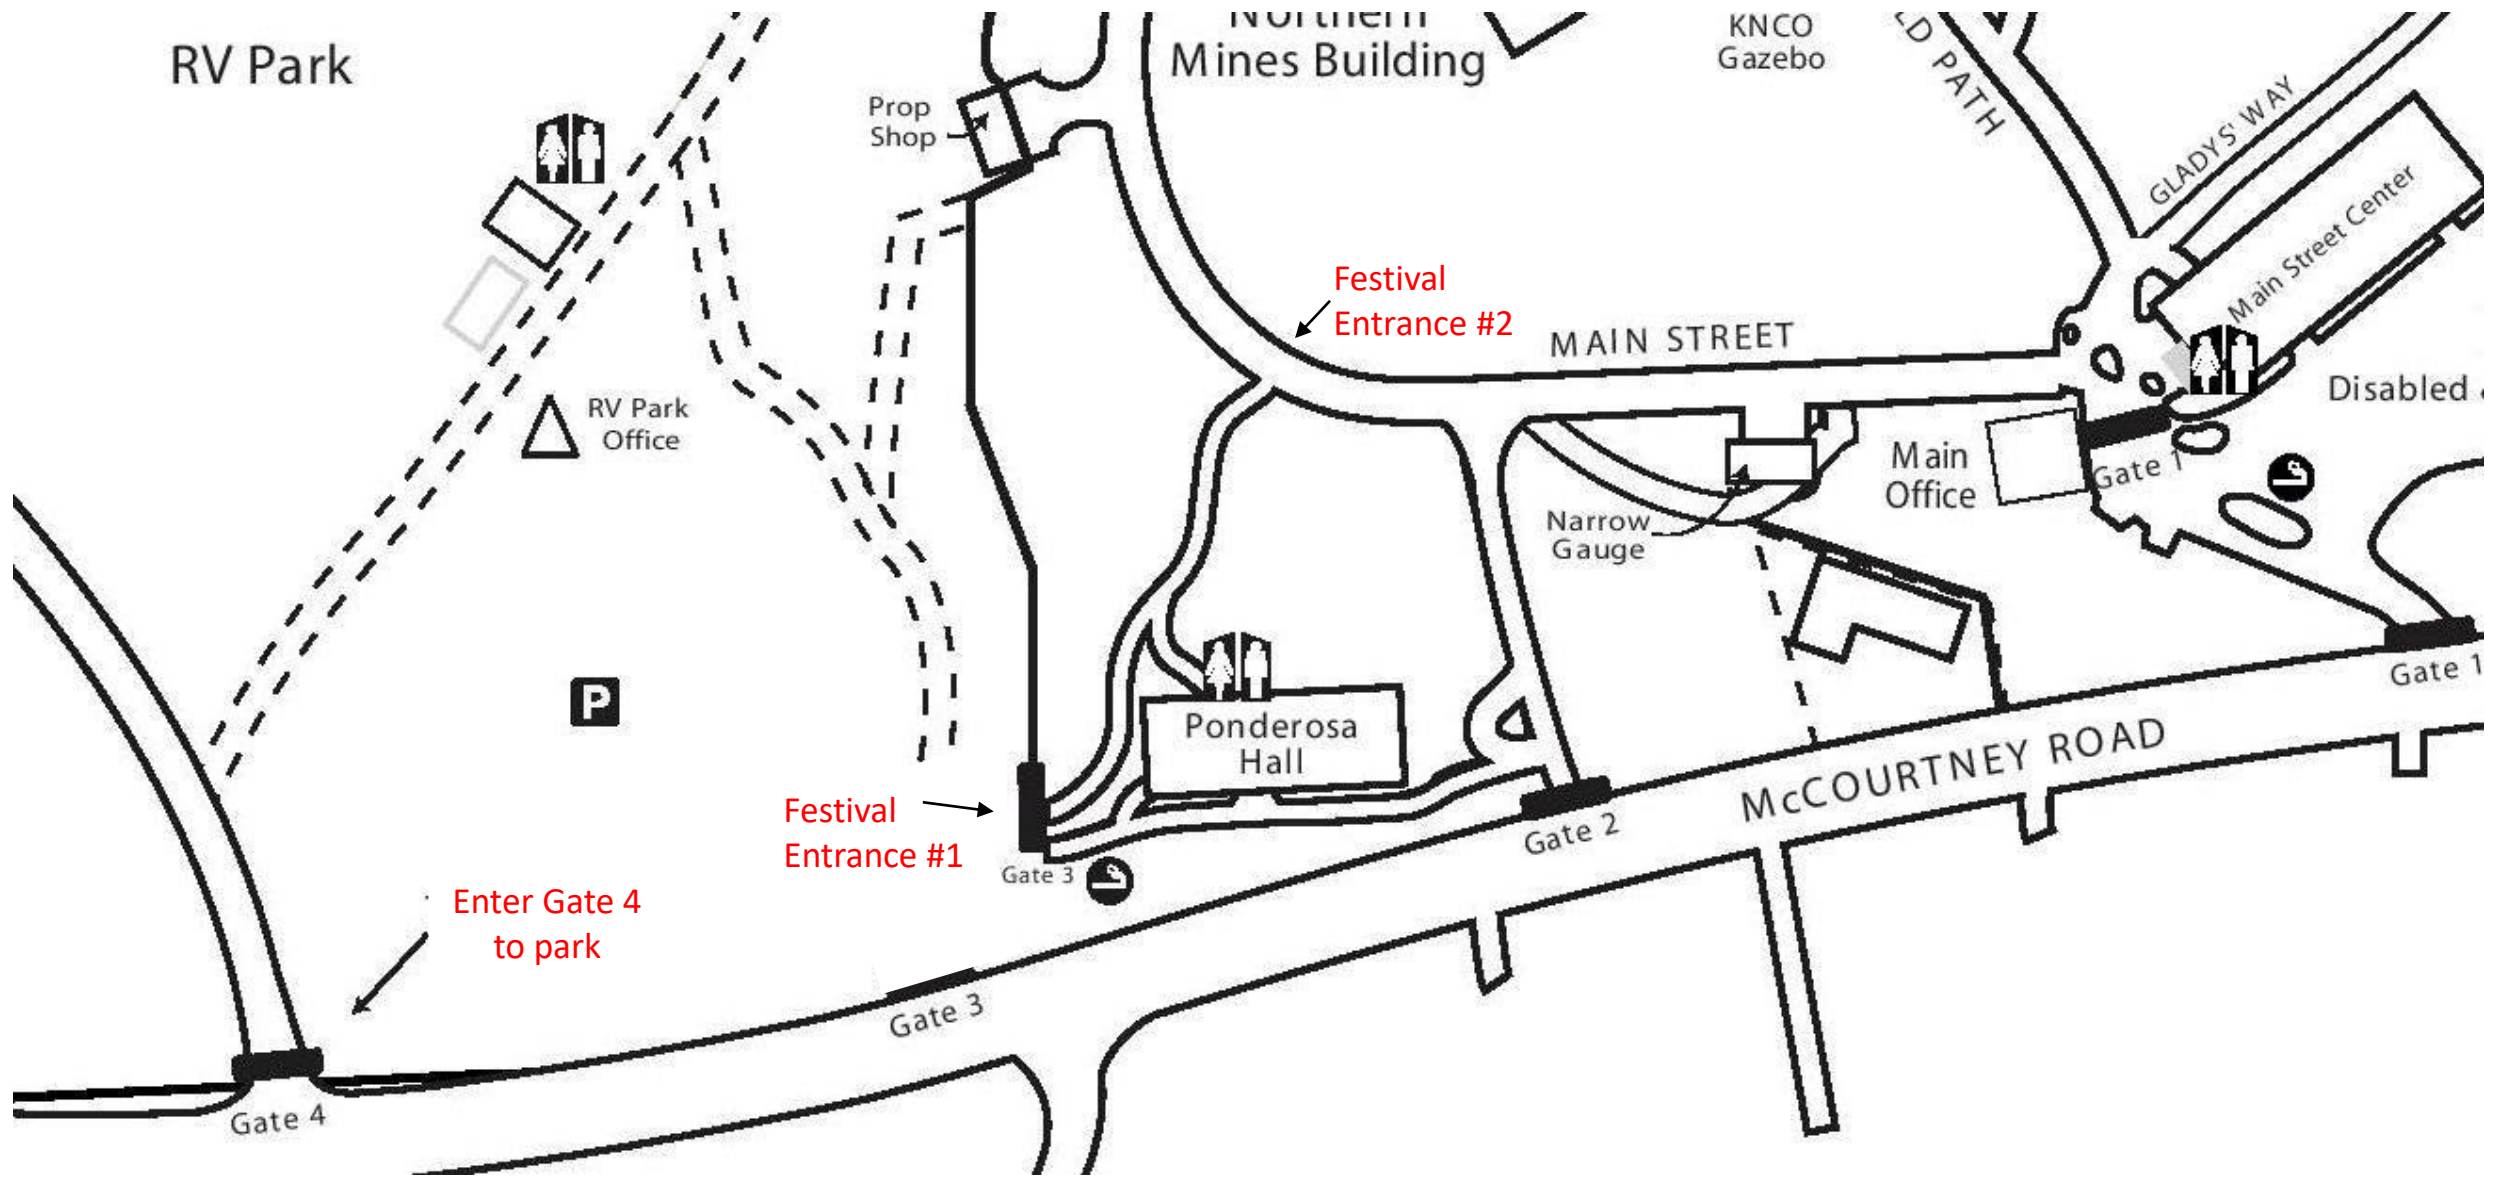 RV Park
Northern
Mines Building
KNCO
Gazebo
PATH
GLADYS' WAY
Prop
Shop
Main Street Center
Festival
Entrance #2
MAIN STREET
Disabled
RV Park
Office
Main
Office
Gate 1
Narrow
Gauge
P
Ponderosa
Hall
Gate 1
McCOURTNEY ROAD
Festival
Entrance #1
Gate 2
Gate 3
Enter Gate 4
to park
Gate 3
Gate 4